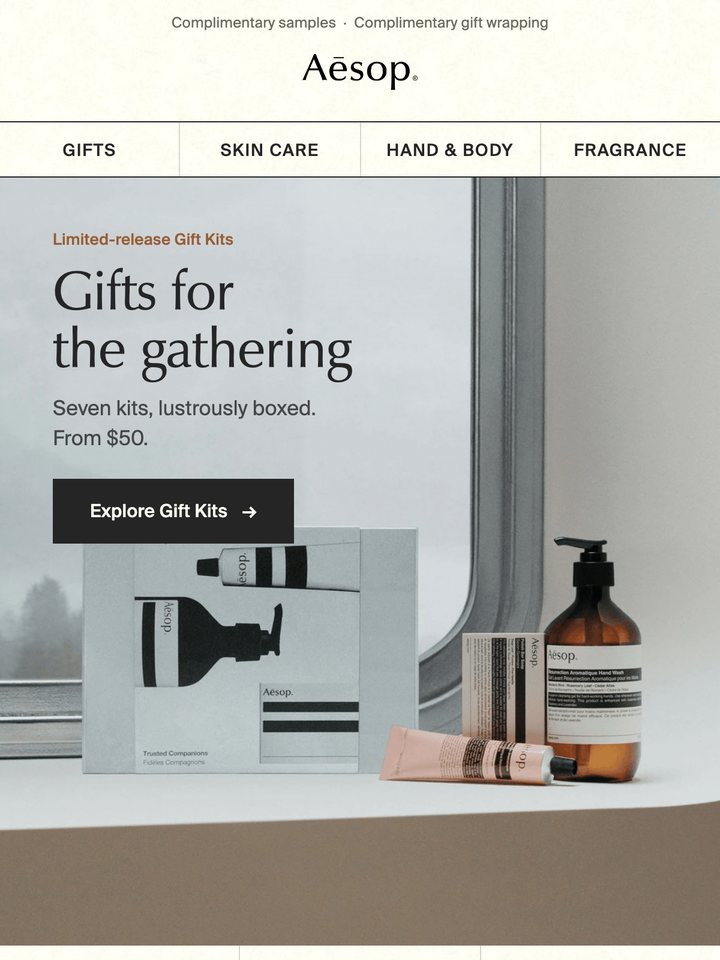 Complimentary samples · Complimentary gift wrapping
Aēsop®
GIFTS
SKIN CARE
HAND & BODY
FRAGRANCE
Limited-release Gift Kits
Gifts for
the gathering
Seven kits, lustrously boxed.
From $50.
Explore Gift Kits →
Aēsop.
Aēsop.
Aēsop.
Trusted Companions
Fidèles Compagnons
Aēsop.
Aēsop.
Resurrection Aromatique Hand Wash